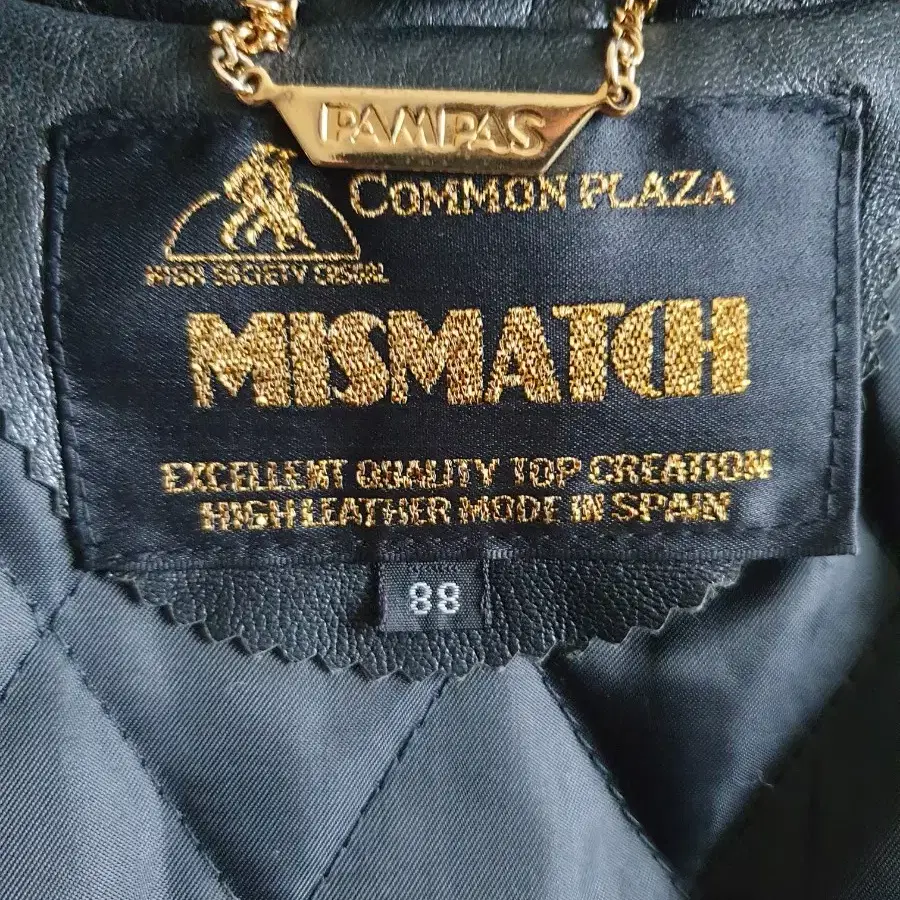 PAMPAS
COMMON PLAZA
HIGH SOCIETY CASUAL
MISMATCH
EXCELLENT QUALITY TOP CREATION
HIGH LEATHER MODE IN SPAIN
88